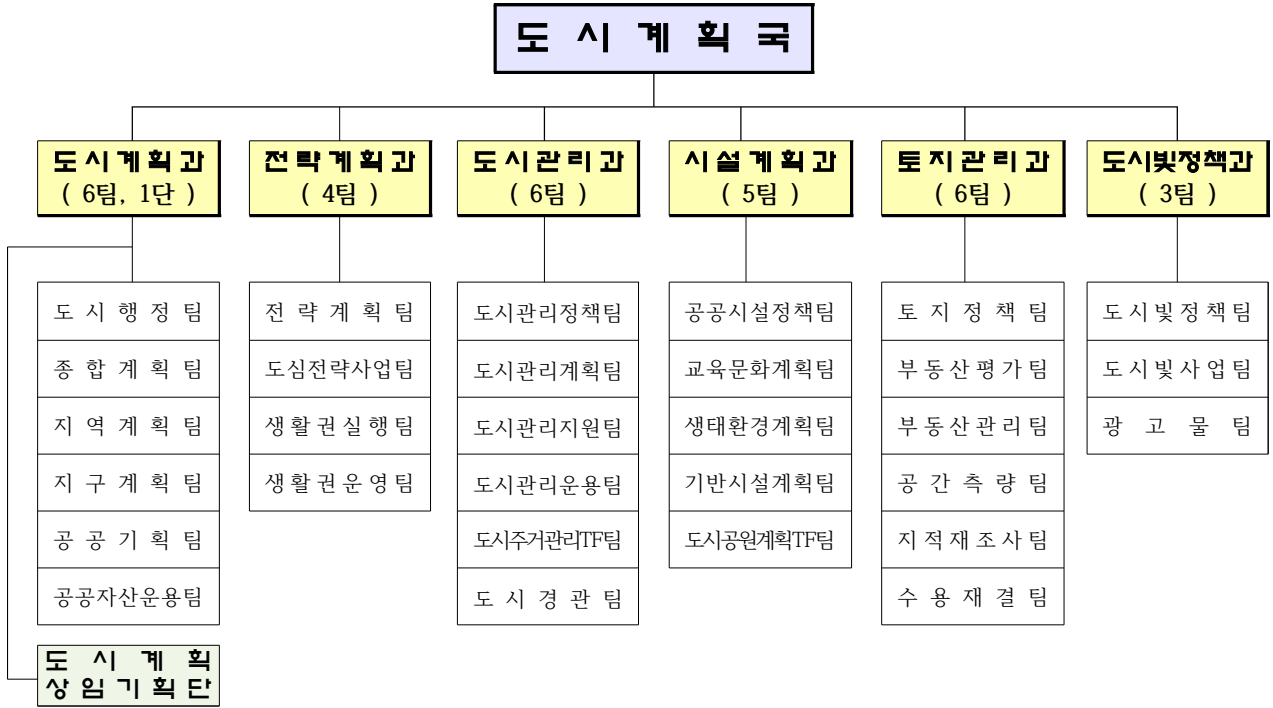 도 시 계 획 국
도 시 계 획 과
( 6팀, 1단 )
도 시 행 정 팀
종 합 계 획 팀
지 역 계 획 팀
지 구 계 획 팀
공 공 기 획 팀
공공자산운용팀
도 시 계 획
상 임 기 획 단
전 략 계 획 과
( 4팀 )
전 략 계 획 팀
도심전략사업팀
생 활 권 실 행 팀
생 활 권 운 영 팀
도 시 관 리 과
( 6팀 )
도시관리정책팀
도시관리계획팀
도시관리지원팀
도시관리운용팀
도시주거관리TF팀
도 시 경 관 팀
시 설 계 획 과
( 5팀 )
공공시설정책팀
교육문화계획팀
생태환경계획팀
기반시설계획팀
도시공원계획TF팀
토 지 관 리 과
( 6팀 )
토 지 정 책 팀
부 동 산 평 가 팀
부 동 산 관 리 팀
공 간 측 량 팀
지 적 재 조 사 팀
수 용 재 결 팀
도시빛정책과
( 3팀 )
도 시 빛 정 책 팀
도 시 빛 사 업 팀
광 고 물 팀